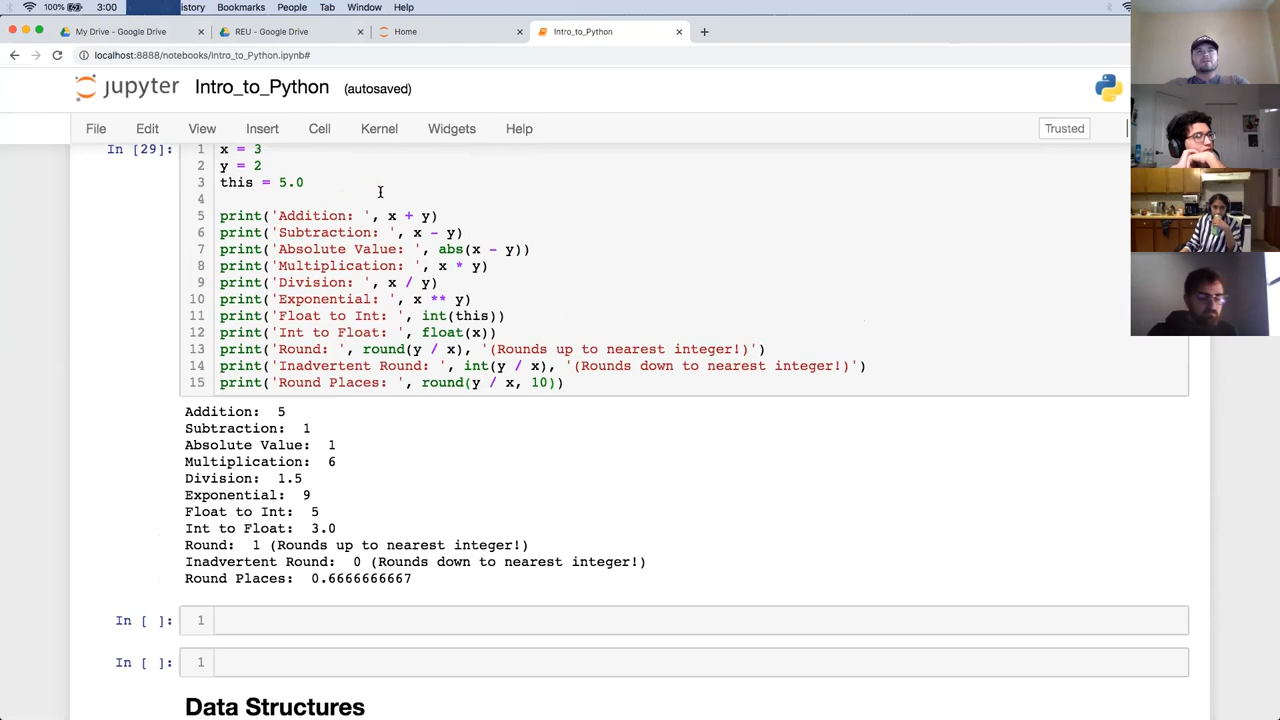 100% 3:00 istory Bookmarks People Tab Window Help
My Drive - Google Drive × REU - Google Drive × Home × Intro_to_Python × +
localhost:8888/notebooks/Intro_to_Python.ipynb#
jupyter Intro_to_Python (autosaved)
File Edit View Insert Cell Kernel Widgets Help Trusted
In [29]: 1 x = 3
2 y = 2
3 this = 5.0
4
5 print('Addition: ', x + y)
6 print('Subtraction: ', x - y)
7 print('Absolute Value: ', abs(x - y))
8 print('Multiplication: ', x * y)
9 print('Division: ', x / y)
10 print('Exponential: ', x ** y)
11 print('Float to Int: ', int(this))
12 print('Int to Float: ', float(x))
13 print('Round: ', round(y / x), '(Rounds up to nearest integer!)')
14 print('Inadvertent Round: ', int(y / x), '(Rounds down to nearest integer!)')
15 print('Round Places: ', round(y / x, 10))
Addition:  5
Subtraction:  1
Absolute Value:  1
Multiplication:  6
Division:  1.5
Exponential:  9
Float to Int:  5
Int to Float:  3.0
Round:  1 (Rounds up to nearest integer!)
Inadvertent Round:  0 (Rounds down to nearest integer!)
Round Places:  0.6666666667
In [ ]: 1
In [ ]: 1
Data Structures